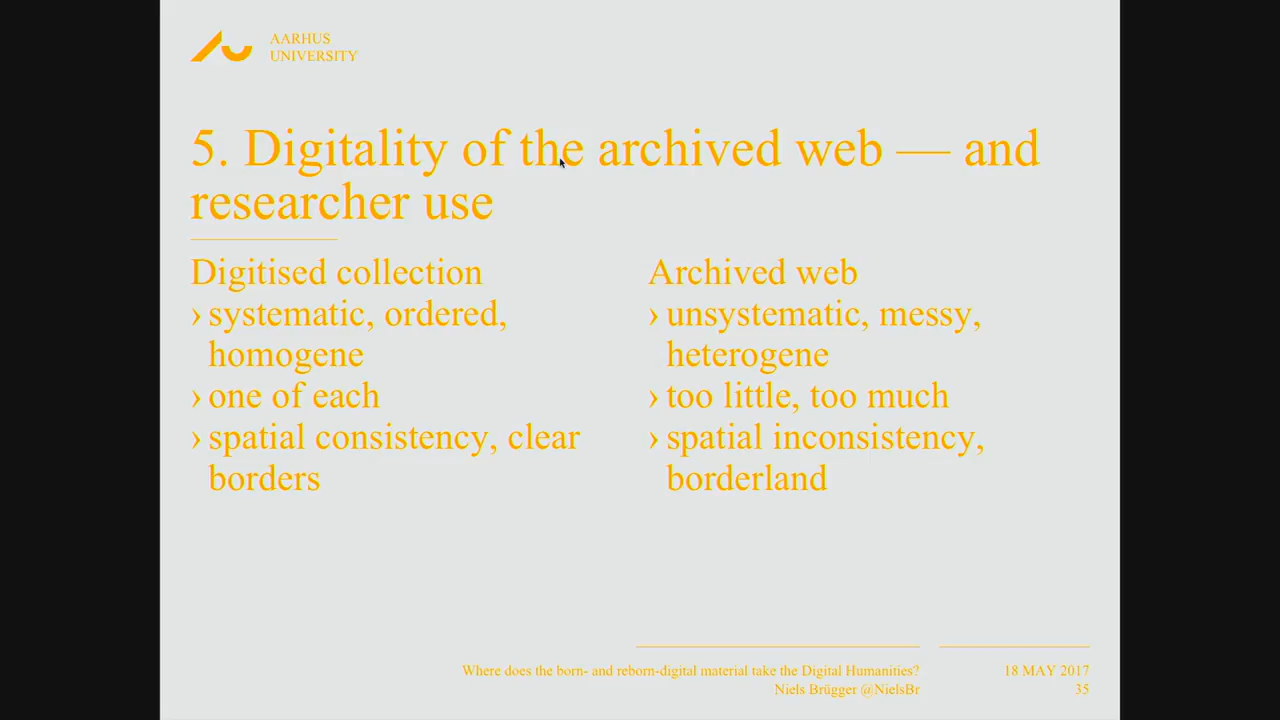 AARHUS
UNIVERSITY
5. Digitality of the archived web — and
researcher use
Digitised collection
› systematic, ordered,
homogene
› one of each
› spatial consistency, clear
borders
Archived web
› unsystematic, messy,
heterogene
› too little, too much
› spatial inconsistency,
borderland
Where does the born- and reborn-digital material take the Digital Humanities?
Niels Brügger @NielsBr
18 MAY 2017
35